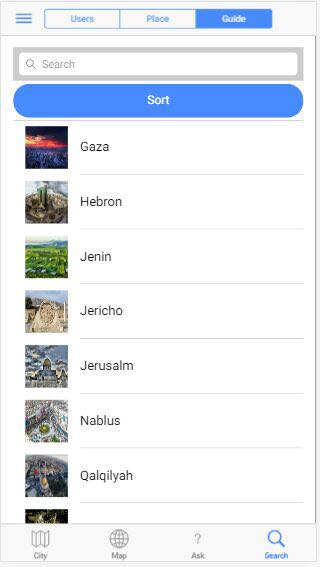 Users Place Guide
Search
Sort
Gaza
Hebron
Jenin
Jericho
Jerusalm
Nablus
Qalqilyah
City Map ? Ask Search